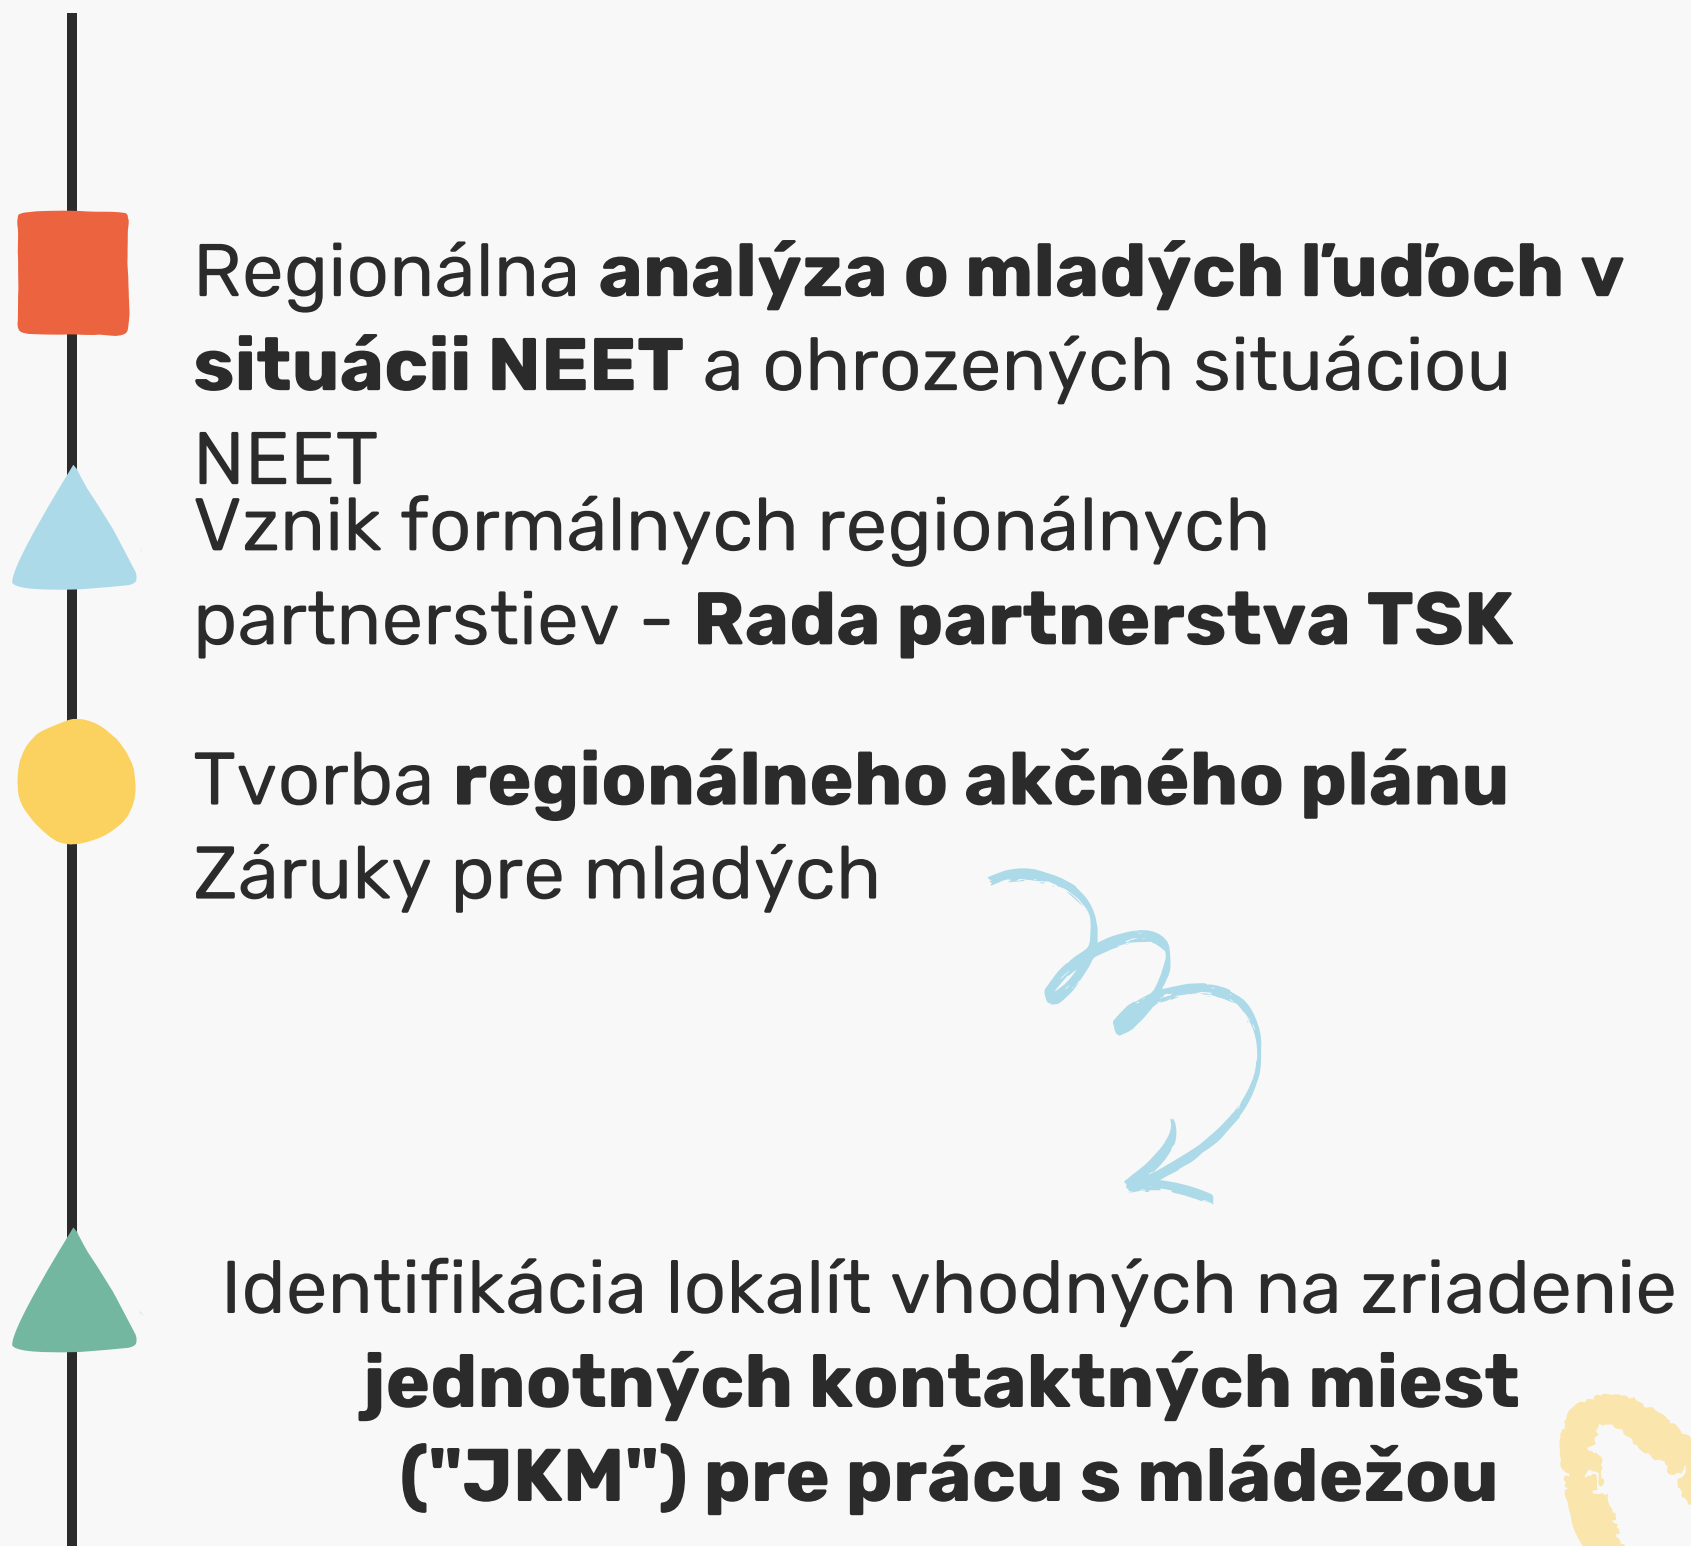 Regionálna analýza o mladých ľuďoch v
situácii NEET a ohrozených situáciou
NEET
Vznik formálnych regionálnych
partnerstiev - Rada partnerstva TSK
Tvorba regionálneho akčného plánu
Záruky pre mladých
Identifikácia lokalít vhodných na zriadenie
jednotných kontaktných miest
("JKM") pre prácu s mládežou